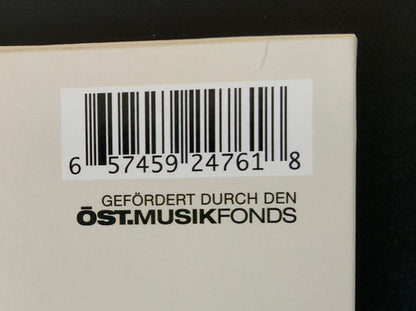 6 57459 24761 8
GEFÖRDERT DURCH DEN
ÖST.MUSIKFONDS